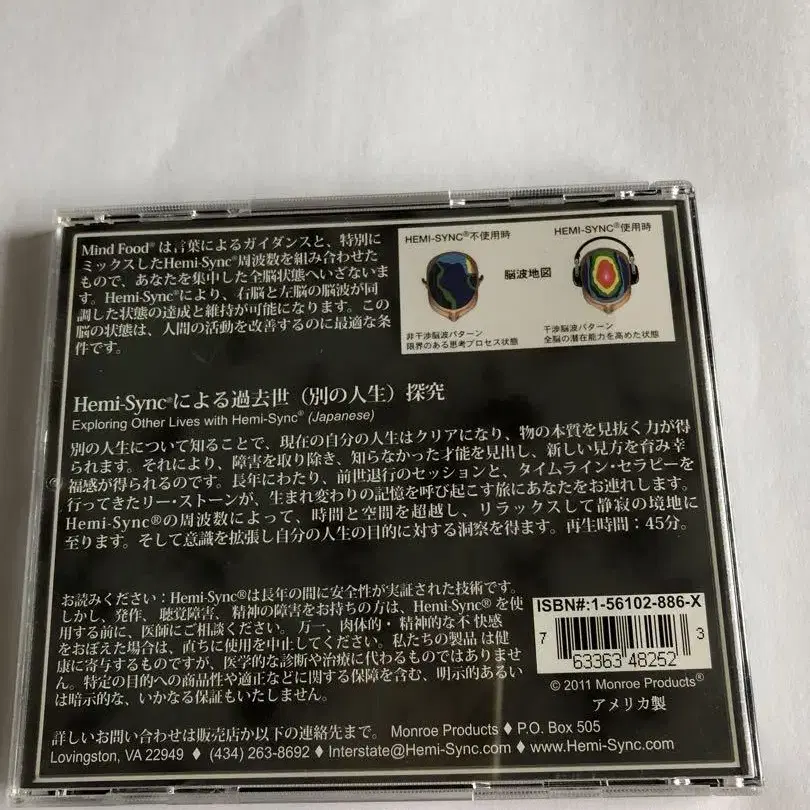 Mind Food® は言葉によるガイダンスと、特別に
ミックスしたHemi-Sync®周波数を組み合わせた
もので、あなたを集中した全脳状態へいざないま
す。Hemi-Syncにより、右脳と左脳の脳波が同
調した状態の達成と維持が可能になります。この
脳の状態は、人間の活動を改善するのに最適な条
件です。
HEMI-SYNC®不使用時
HEMI-SYNC®使用時
脳波地図
非干渉脳波パターン
限界のある思考プロセス状態
干渉脳波パターン
全脳の潜在能力を高めた状態
Hemi-Sync®による過去世（別の人生）探究
Exploring Other Lives with Hemi-Sync® (Japanese)
別の人生について知ることで、現在の自分の人生はクリアになり、物の本質を見抜く力が得
られます。それにより、障害を取り除き、知らなかった才能を見出し、新しい見方を育み幸
福感が得られるのです。長年にわたり、前世退行のセッションと、タイムライン・セラピーを
行ってきたリー・ストーンが、生まれ変わりの記憶を呼び起こす旅にあなたをお連れします。
Hemi-Sync®の周波数によって、時間と空間を超越し、リラックスして静寂の境地に
至ります。そして意識を拡張し自分の人生の目的に対する洞察を得ます。再生時間：45分。
お読みください：Hemi-Sync®は長年の間に安全性が実証された技術です。
しかし、発作、聴覚障害、精神の障害をお持ちの方は、Hemi-Sync® を使
用する前に、医師にご相談ください。万一、肉体的・精神的な不快感
をおぼえた場合は、直ちに使用を中止してください。私たちの製品 は健
康に寄与するものですが、医学的な診断や治療に代わるものではありませ
ん。特定の目的への商品性や適正などに関する保障を含む、明示的あるい
は暗示的な、いかなる保証もいたしません。
ISBN#:1-56102-886-X
7 63363 48252 3
© 2011 Monroe Products®
アメリカ製
詳しいお問い合わせは販売店か以下の連絡先まで。 Monroe Products ♦ P.O. Box 505
Lovingston, VA 22949 ♦ (434) 263-8692 ♦ Interstate@Hemi-Sync.com ♦ www.Hemi-Sync.com